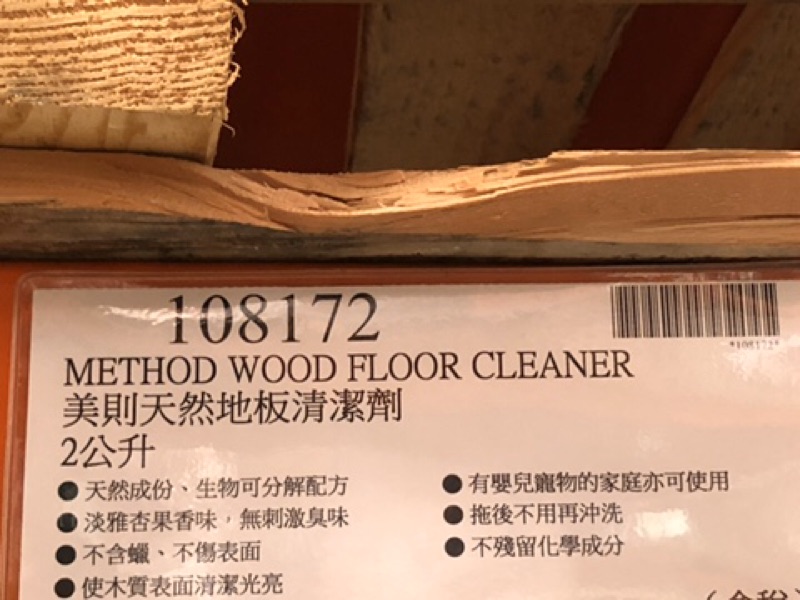 108172
*108172*
METHOD WOOD FLOOR CLEANER
美則天然地板清潔劑
2公升
● 天然成份、生物可分解配方
● 淡雅杏果香味，無刺激臭味
● 不含蠟、不傷表面
● 使木質表面清潔光亮
● 有嬰兒寵物的家庭亦可使用
● 拖後不用再沖洗
● 不殘留化學成分